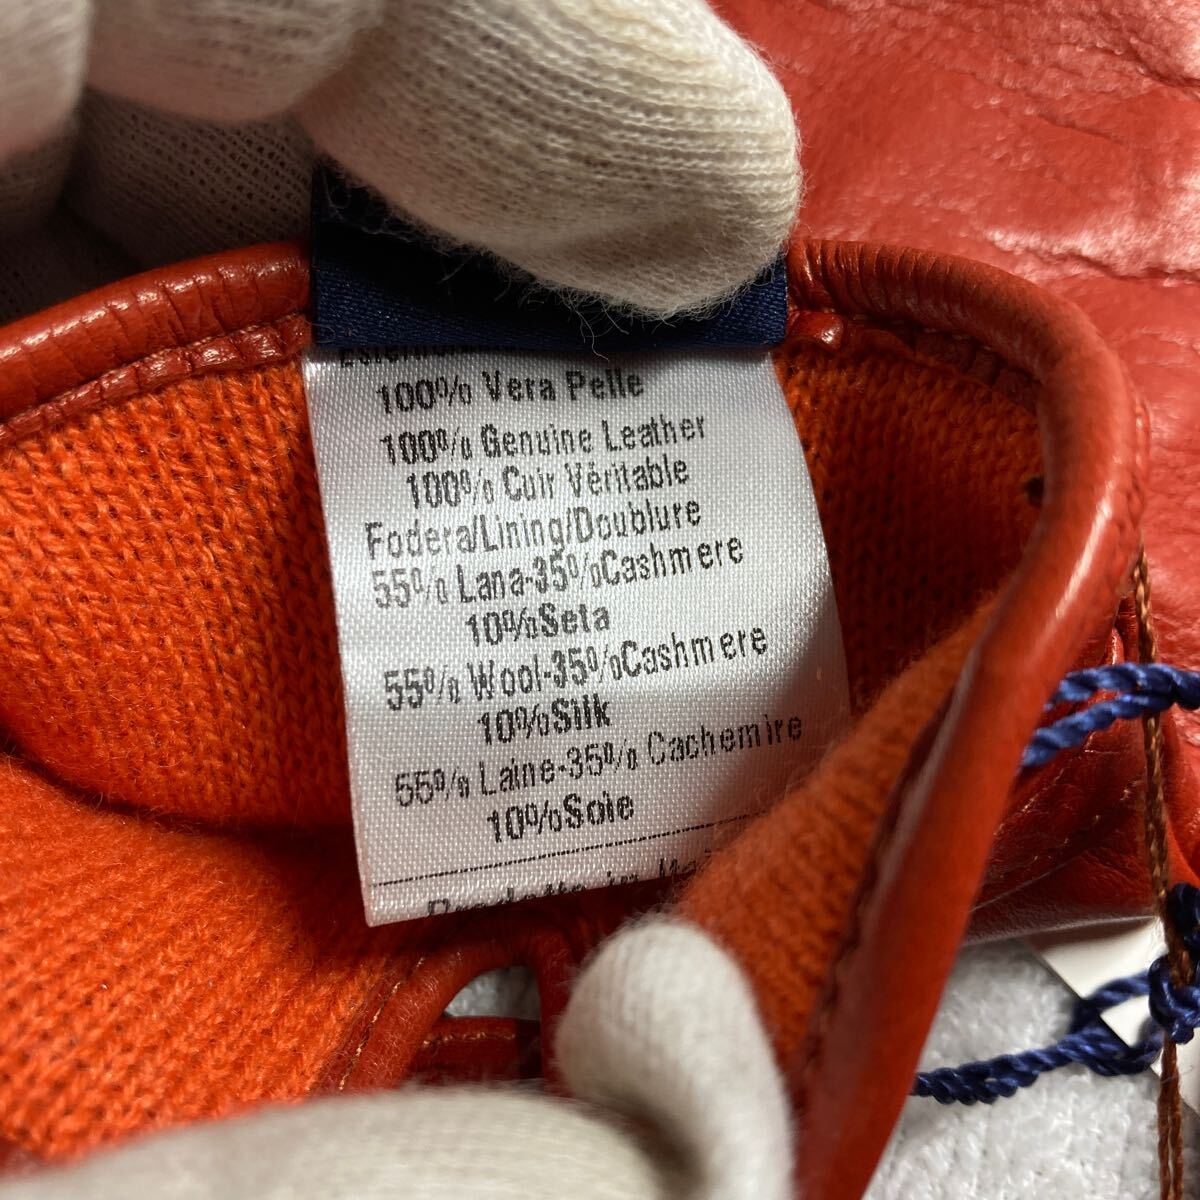 100% Vera Pelle
100% Genuine Leather
100% Cuir Véritable
Fodera/Lining/Doublure
55% Lana-35%Cashmere
10%Seta
55% Wool-35%Cashmere
10%Silk
55% Laine-35% Cachemire
10%Soie